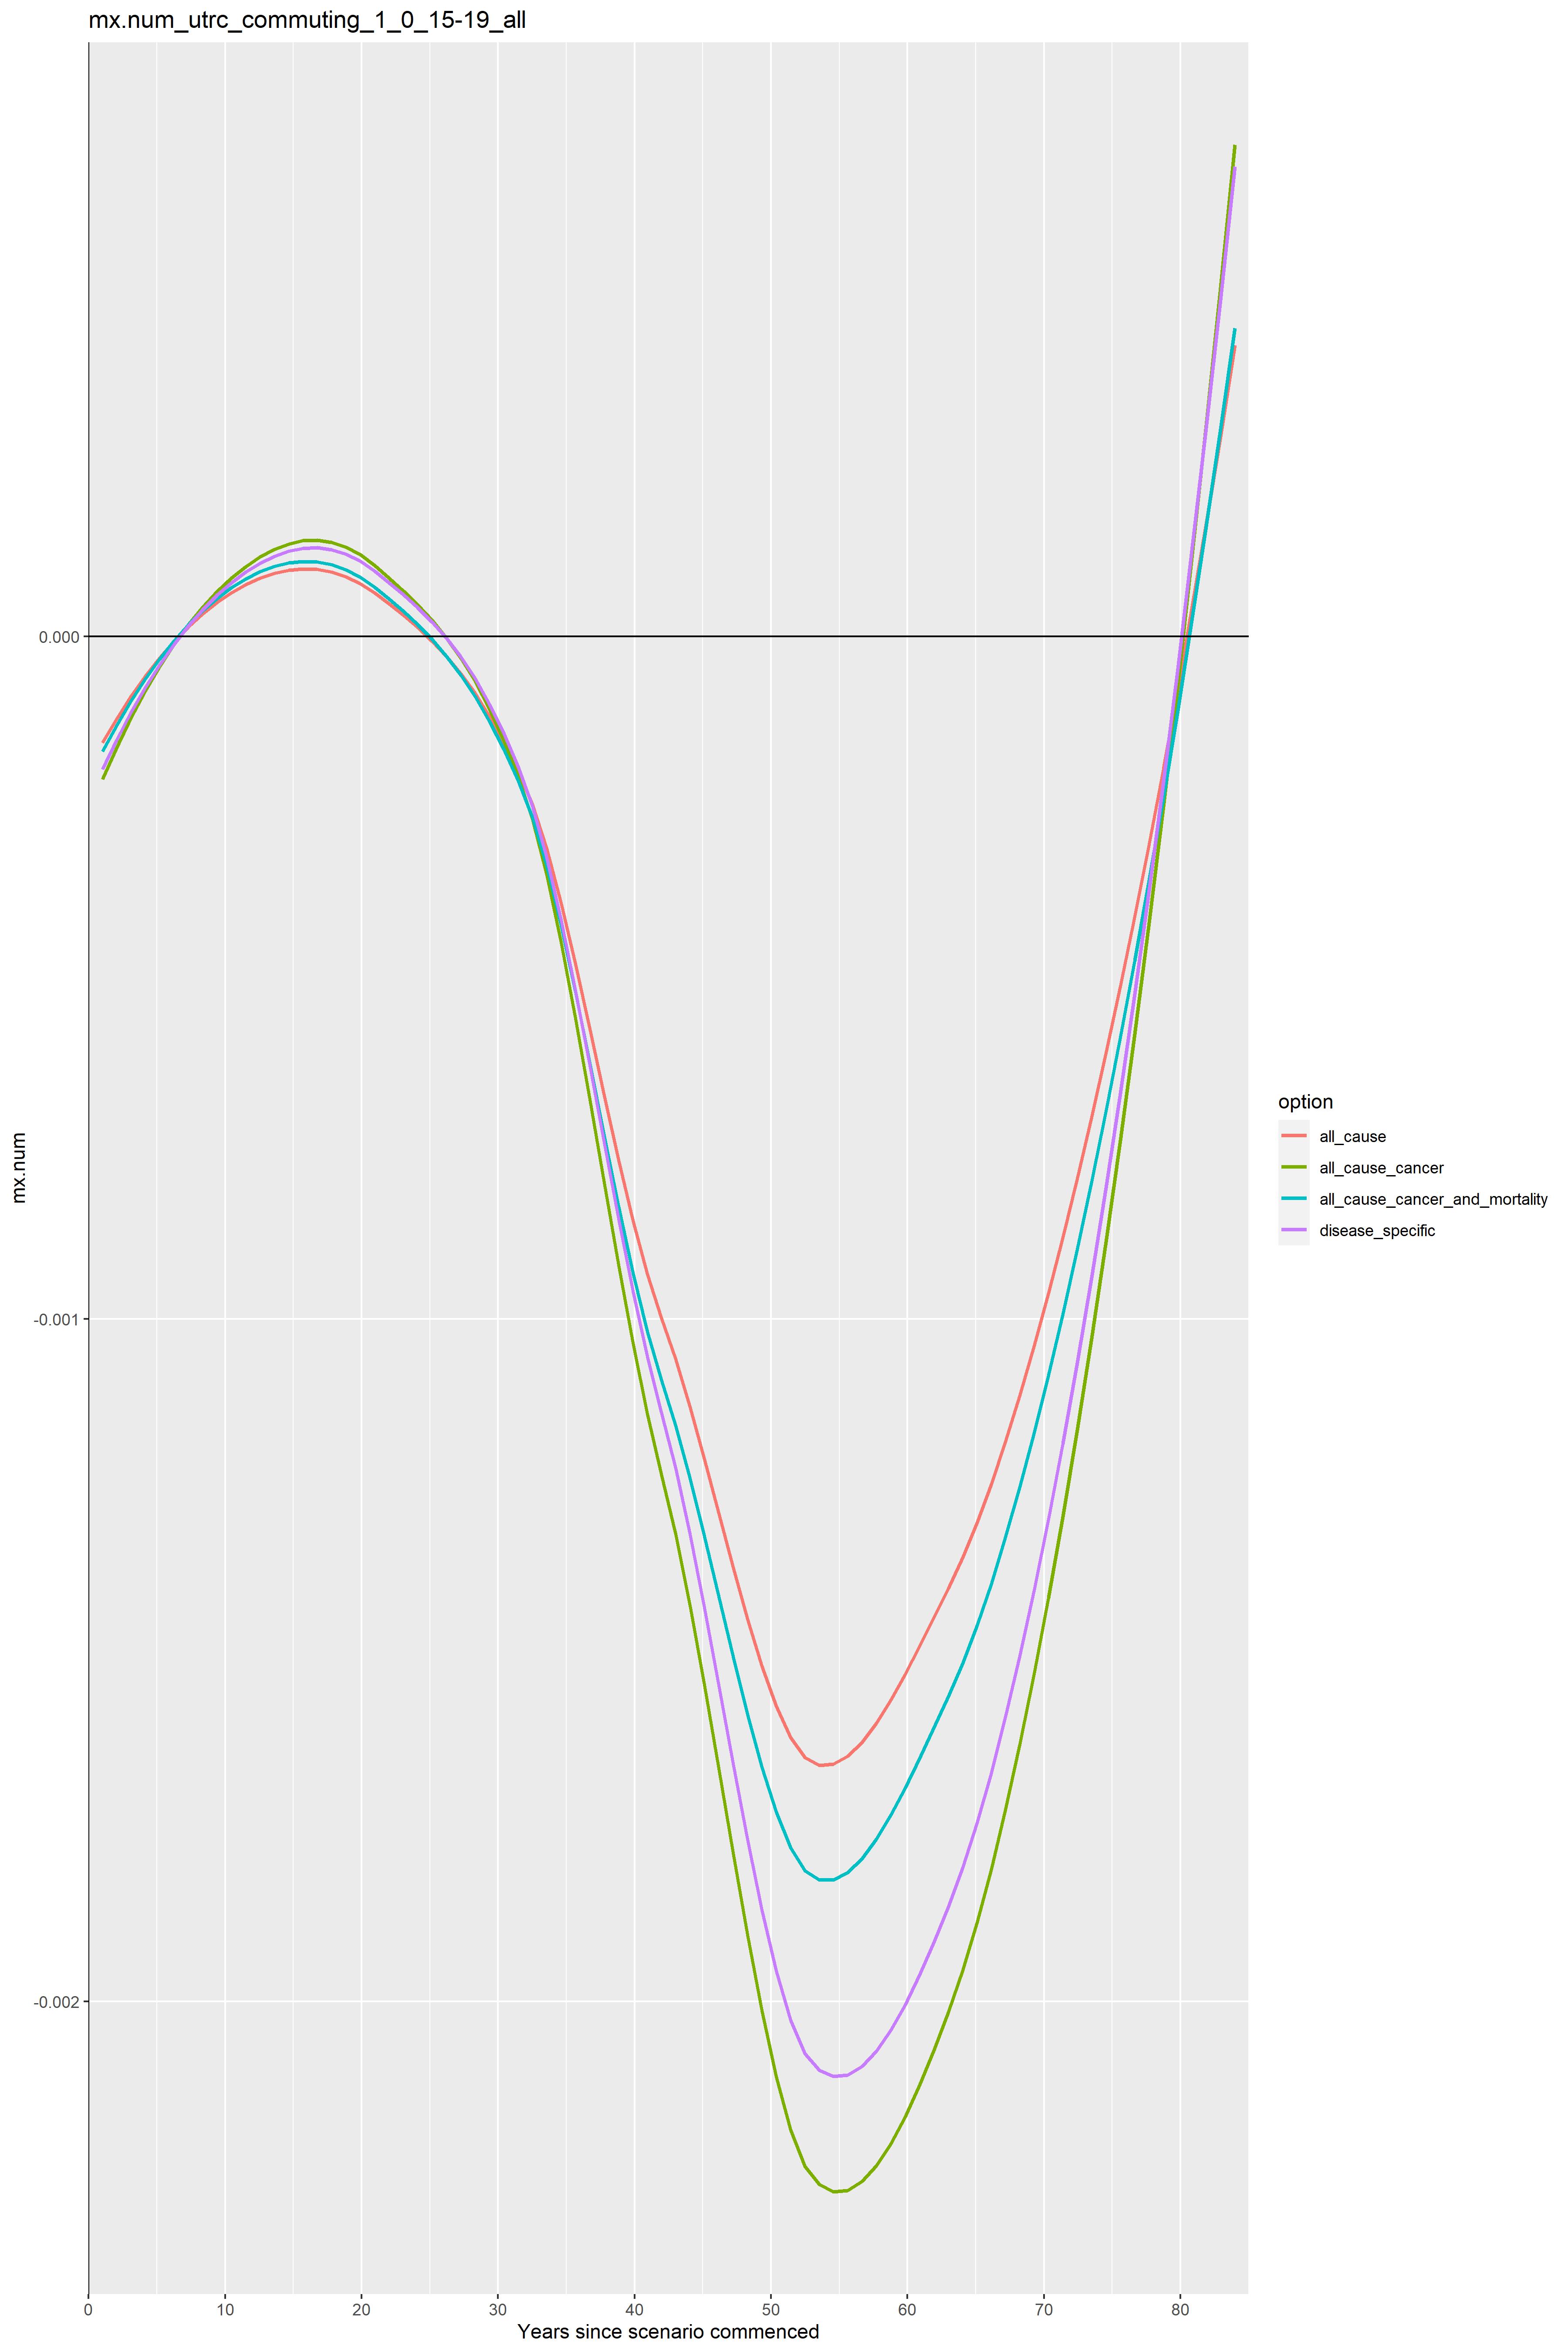 mx.num_utrc_commuting_1_0_15-19_all
0.000
-0.001
-0.002
mx.num
0 10 20 30 40 50 60 70 80
Years since scenario commenced
option
all_cause
all_cause_cancer
all_cause_cancer_and_mortality
disease_specific